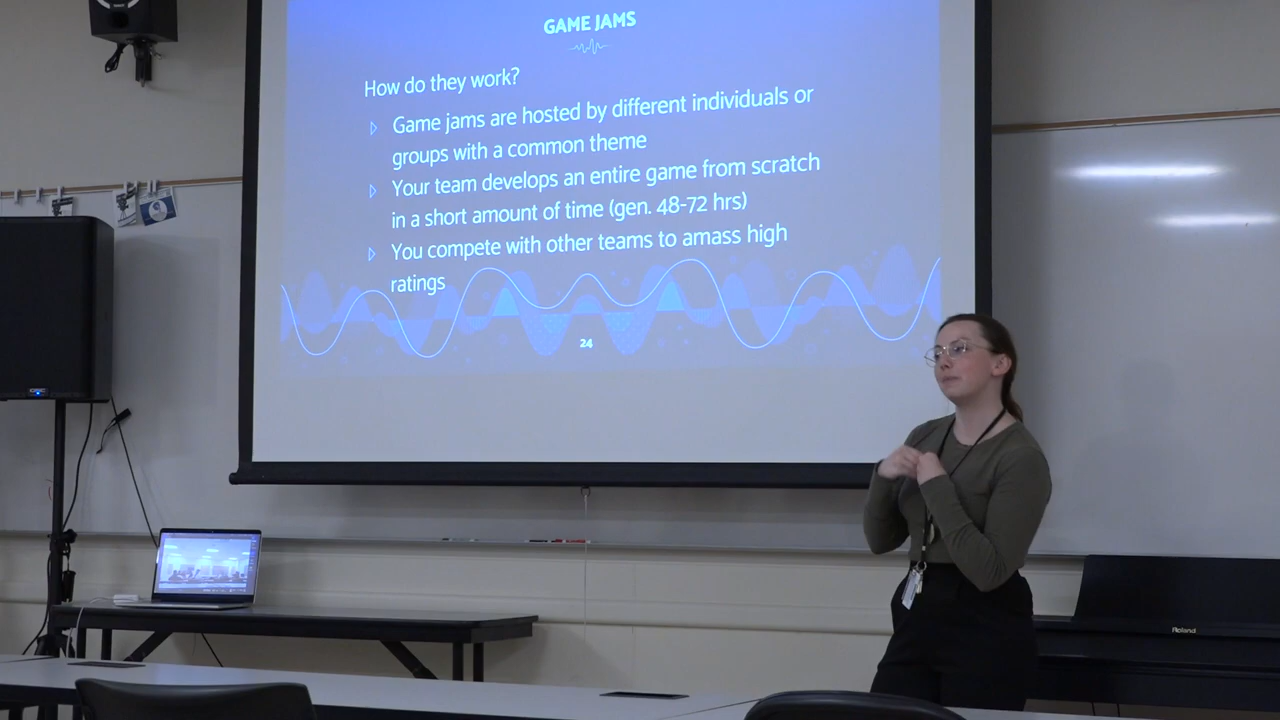 GAME JAMS
How do they work?
Game jams are hosted by different individuals or
groups with a common theme
Your team develops an entire game from scratch
in a short amount of time (gen. 48-72 hrs)
You compete with other teams to amass high
ratings
24
Roland